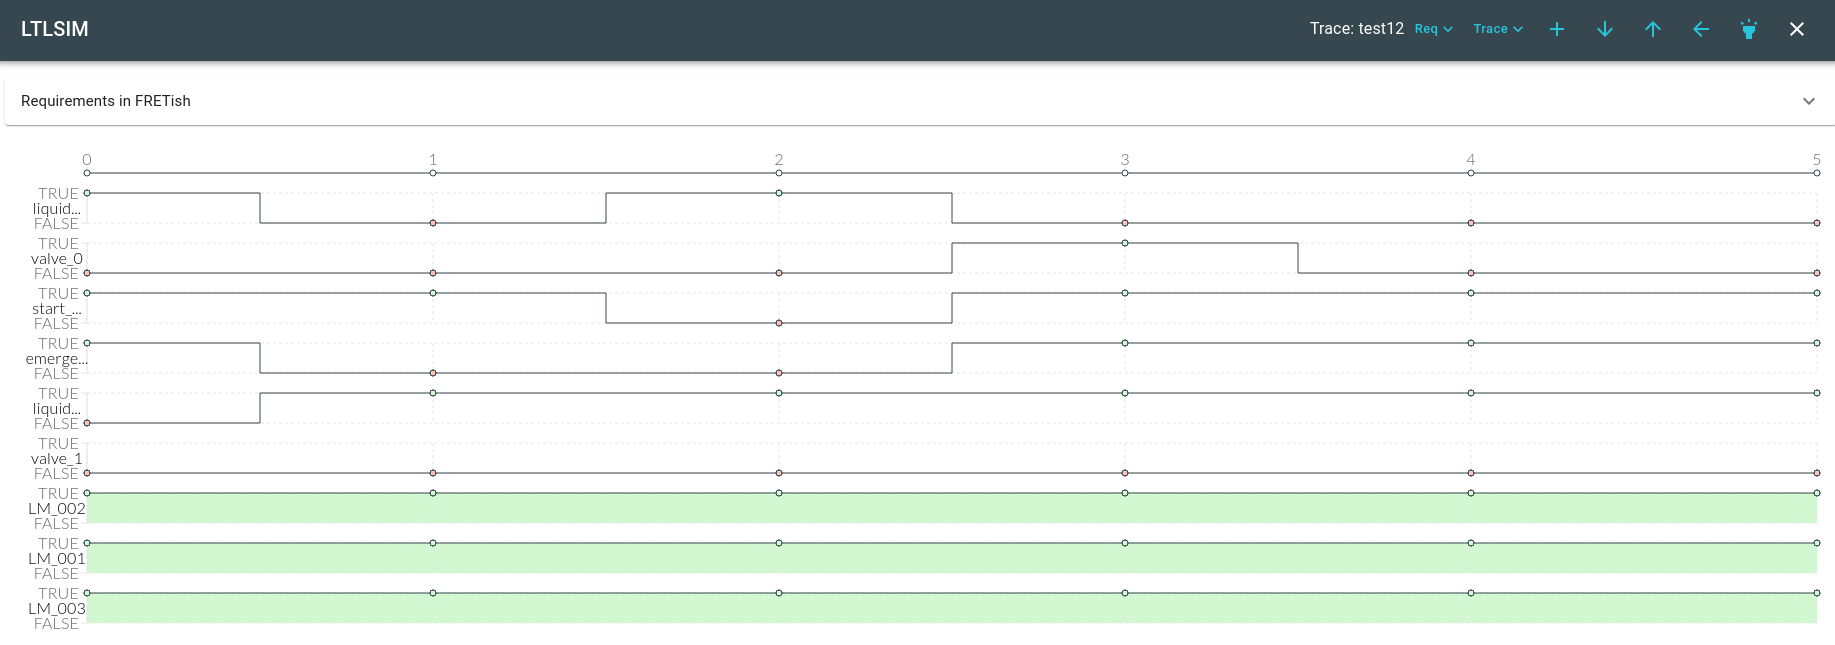 LTLSIM
Trace: test12 Req Trace
Requirements in FRETish
0 1 2 3 4 5
TRUE
liquid...
FALSE
TRUE
valve_0
FALSE
TRUE
start_...
FALSE
TRUE
emerge...
FALSE
TRUE
liquid...
FALSE
TRUE
valve_1
FALSE
TRUE
LM_002
FALSE
TRUE
LM_001
FALSE
TRUE
LM_003
FALSE